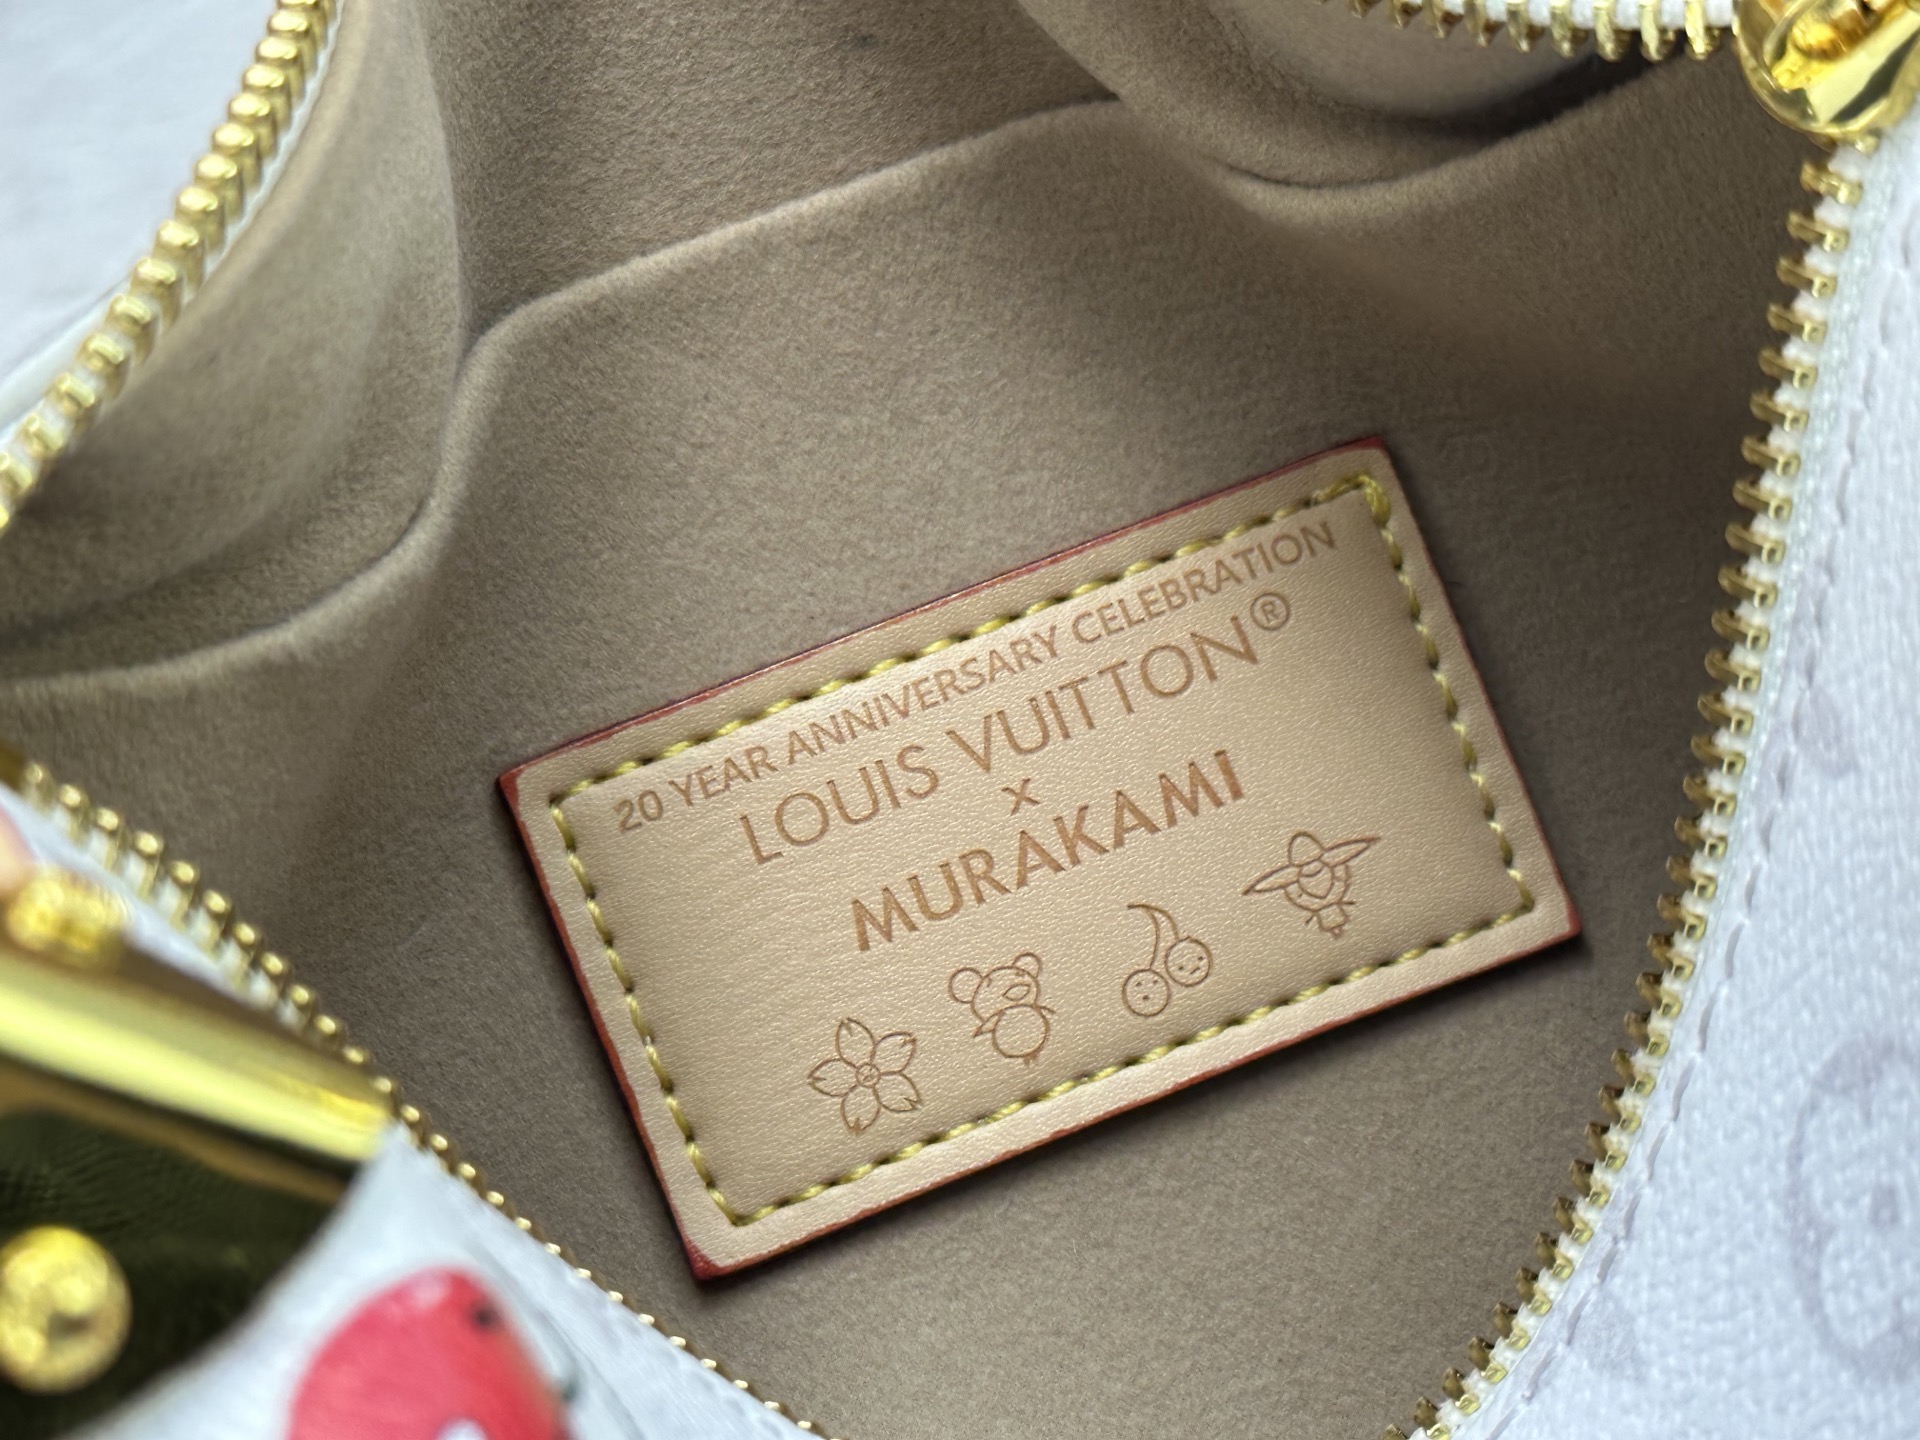 20 YEAR ANNIVERSARY CELEBRATION
LOUIS VUITTON®
x
MURAKAMI